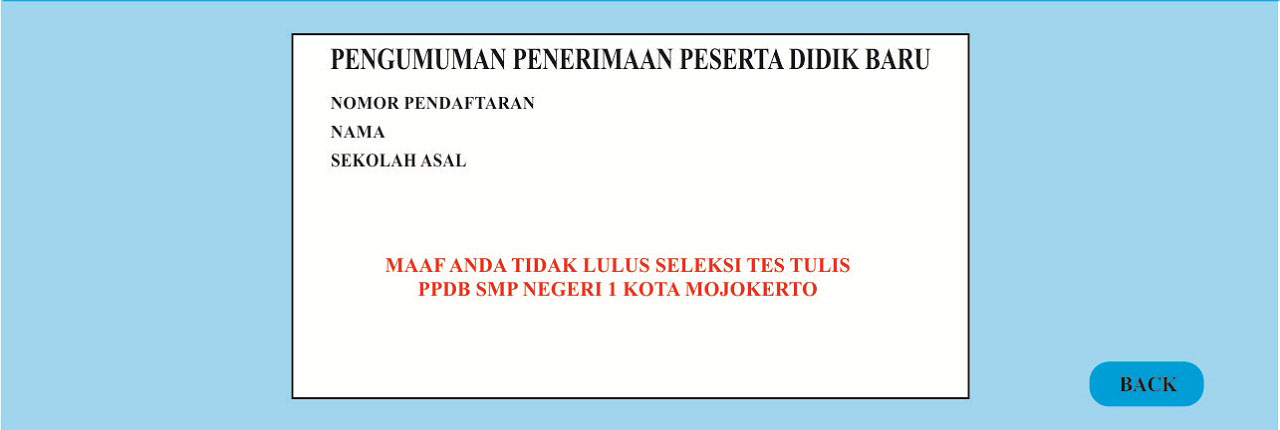 PENGUMUMAN PENERIMAAN PESERTA DIDIK BARU
NOMOR PENDAFTARAN
NAMA
SEKOLAH ASAL
MAAF ANDA TIDAK LULUS SELEKSI TES TULIS
PPDB SMP NEGERI 1 KOTA MOJOKERTO
BACK